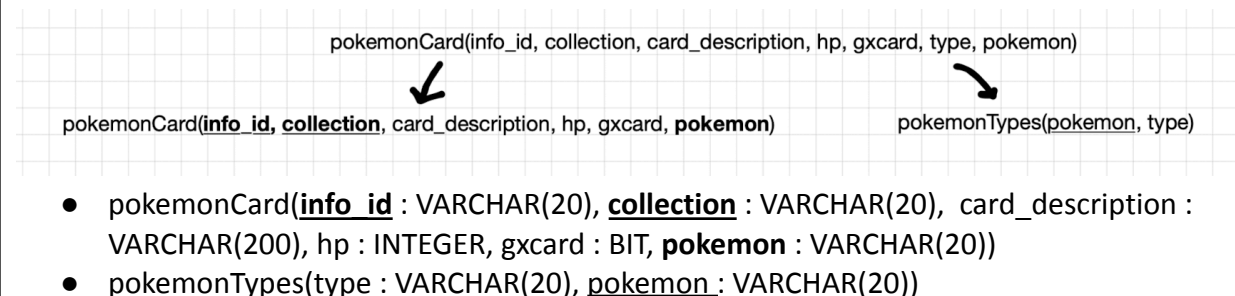 pokemonCard(info_id, collection, card_description, hp, gxcard, type, pokemon)
pokemonCard(info_id, collection, card_description, hp, gxcard, pokemon)
pokemonTypes(pokemon, type)
● pokemonCard(info_id : VARCHAR(20), collection : VARCHAR(20), card_description :
VARCHAR(200), hp : INTEGER, gxcard : BIT, pokemon : VARCHAR(20))
● pokemonTypes(type : VARCHAR(20), pokemon : VARCHAR(20))